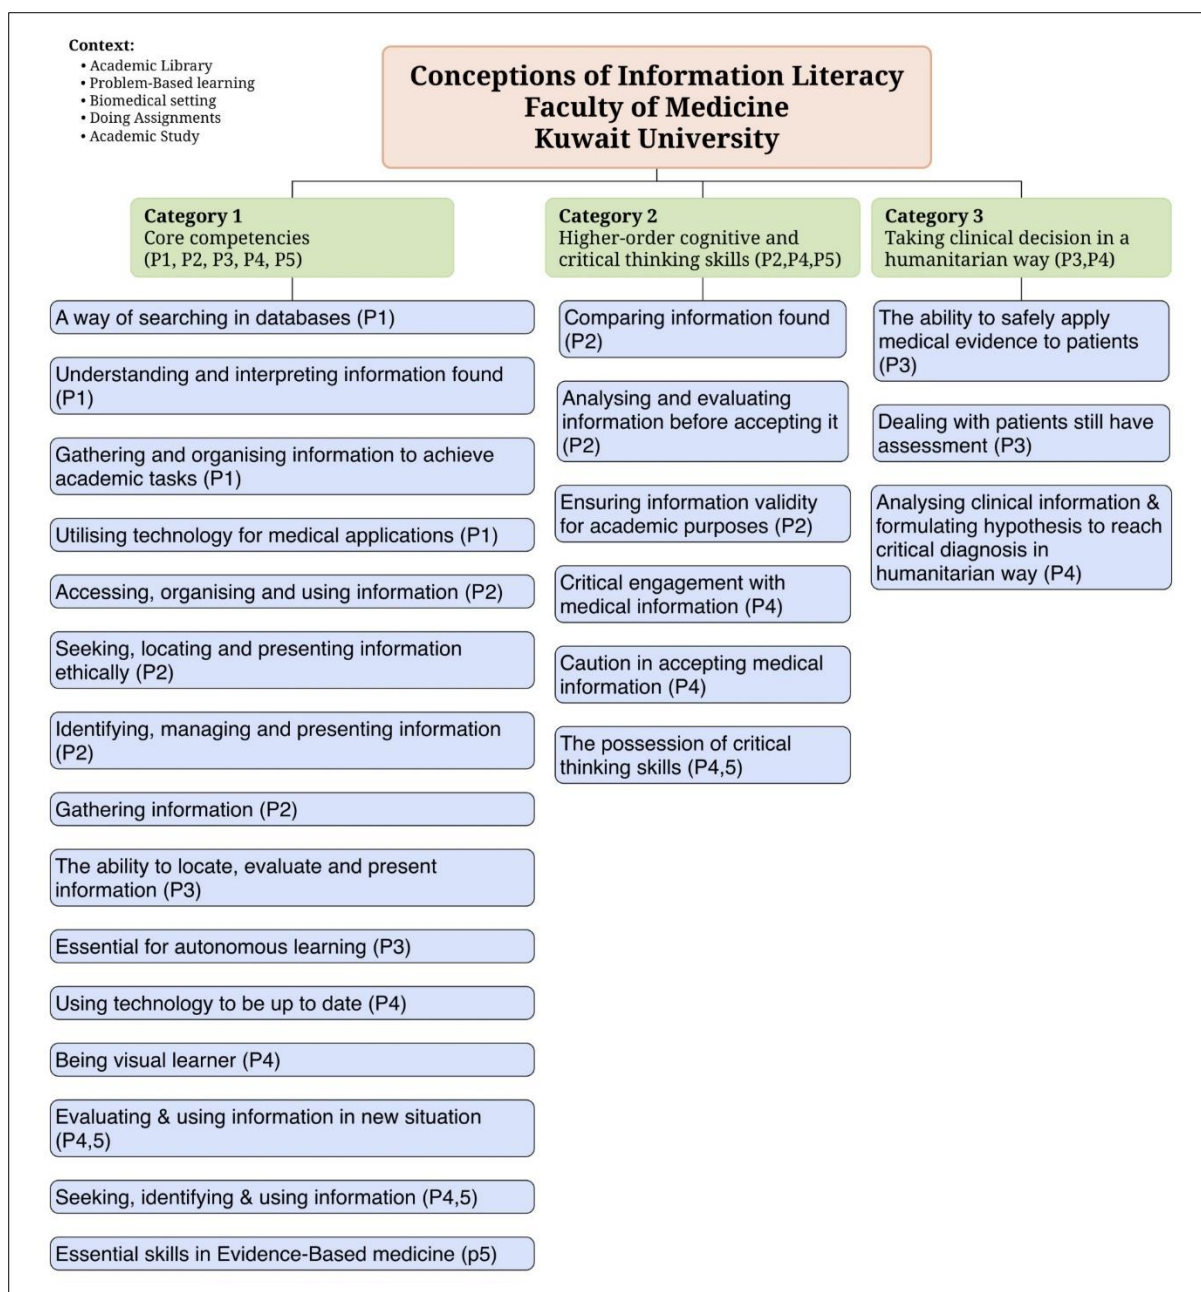 Context:
• Academic Library
• Problem-Based learning
• Biomedical setting
• Doing Assignments
• Academic Study
Conceptions of Information Literacy
Faculty of Medicine
Kuwait University
Category 1
Core competencies
(P1, P2, P3, P4, P5)
A way of searching in databases (P1)
Understanding and interpreting information found
(P1)
Gathering and organising information to achieve
academic tasks (P1)
Utilising technology for medical applications (P1)
Accessing, organising and using information (P2)
Seeking, locating and presenting information
ethically (P2)
Identifying, managing and presenting information
(P2)
Gathering information (P2)
The ability to locate, evaluate and present
information (P3)
Essential for autonomous learning (P3)
Using technology to be up to date (P4)
Being visual learner (P4)
Evaluating & using information in new situation
(P4,5)
Seeking, identifying & using information (P4,5)
Essential skills in Evidence-Based medicine (p5)
Category 2
Higher-order cognitive and
critical thinking skills (P2,P4,P5)
Comparing information found
(P2)
Analysing and evaluating
information before accepting it
(P2)
Ensuring information validity
for academic purposes (P2)
Critical engagement with
medical information (P4)
Caution in accepting medical
information (P4)
The possession of critical
thinking skills (P4,5)
Category 3
Taking clinical decision in a
humanitarian way (P3,P4)
The ability to safely apply
medical evidence to patients
(P3)
Dealing with patients still have
assessment (P3)
Analysing clinical information &
formulating hypothesis to reach
critical diagnosis in
humanitarian way (P4)